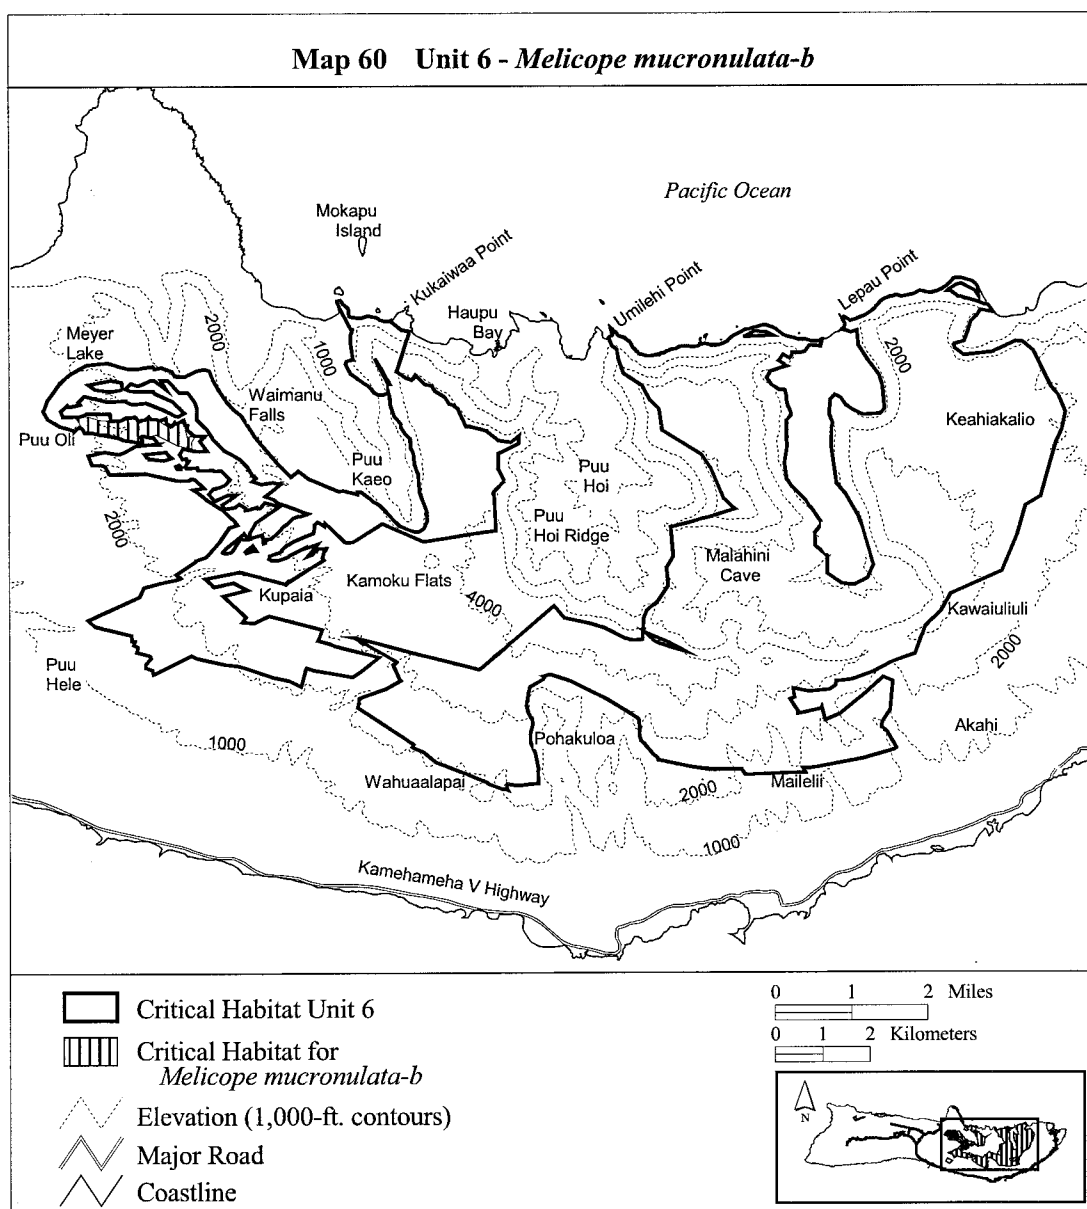 Map 60 Unit 6 - Melicope mucronulata-b
Pacific Ocean
Mokapu
Island
Kukaiwaa Point
Haupu
Bay
Umilehi Point
Lepau Point
Meyer
Lake
2000
1000
2000
Waimanu
Falls
Keahiakalio
Puu Oli
Puu
Kaeo
Puu
Hoi
2000
Puu
Hoi Ridge
Malahini
Cave
Kamoku Flats
Kupaia
4000
Kawaiuliuli
2000
Puu
Hele
1000
Pohakuloa
Akahi
Wahuaalapai
2000
Mailelii
1000
Kamehameha V Highway
Critical Habitat Unit 6
Critical Habitat for
Melicope mucronulata-b
Elevation (1,000-ft. contours)
Major Road
Coastline
0 1 2 Miles
0 1 2 Kilometers
N